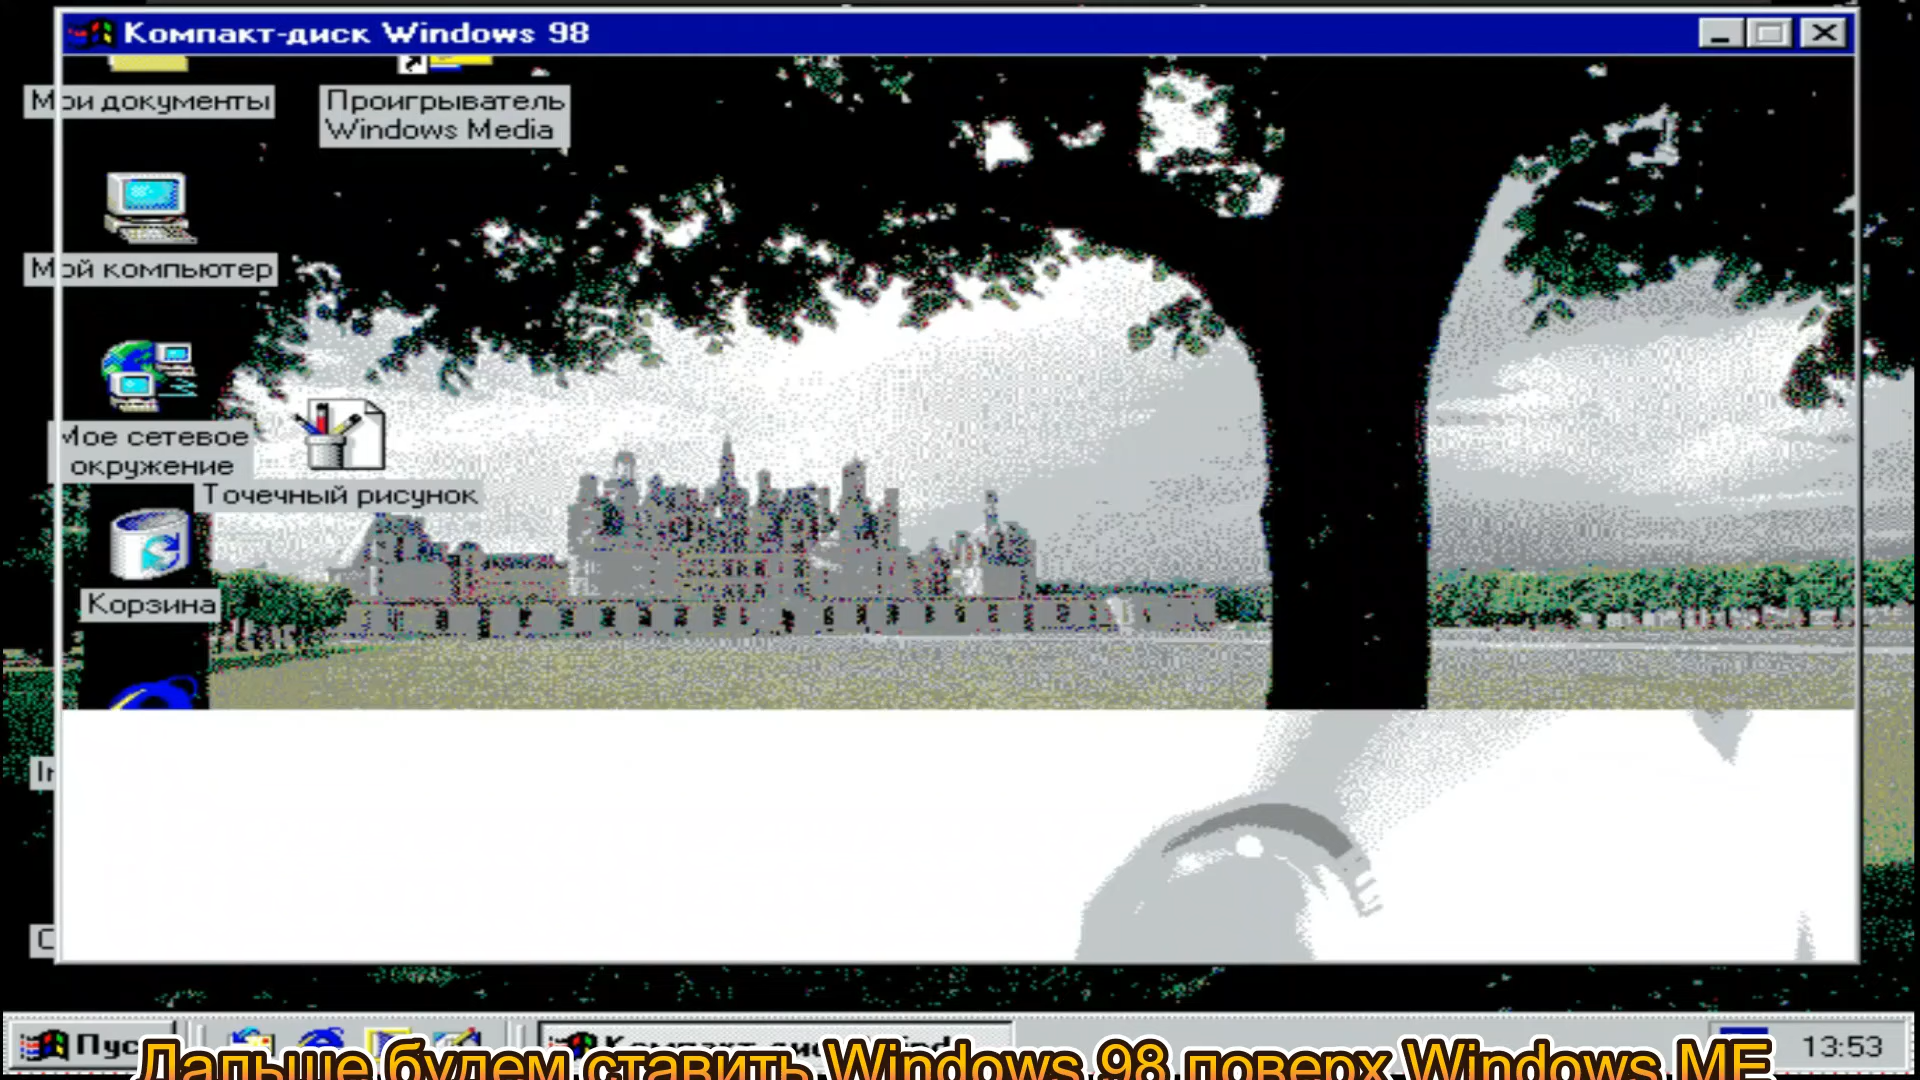 Компакт-диск Windows 98
Мои документы
Проигрыватель
Windows Media
Мой компьютер
Мое сетевое
окружение
Точечный рисунок
Корзина
13:53
Дальше будем ставить Windows 98 поверх Windows ME